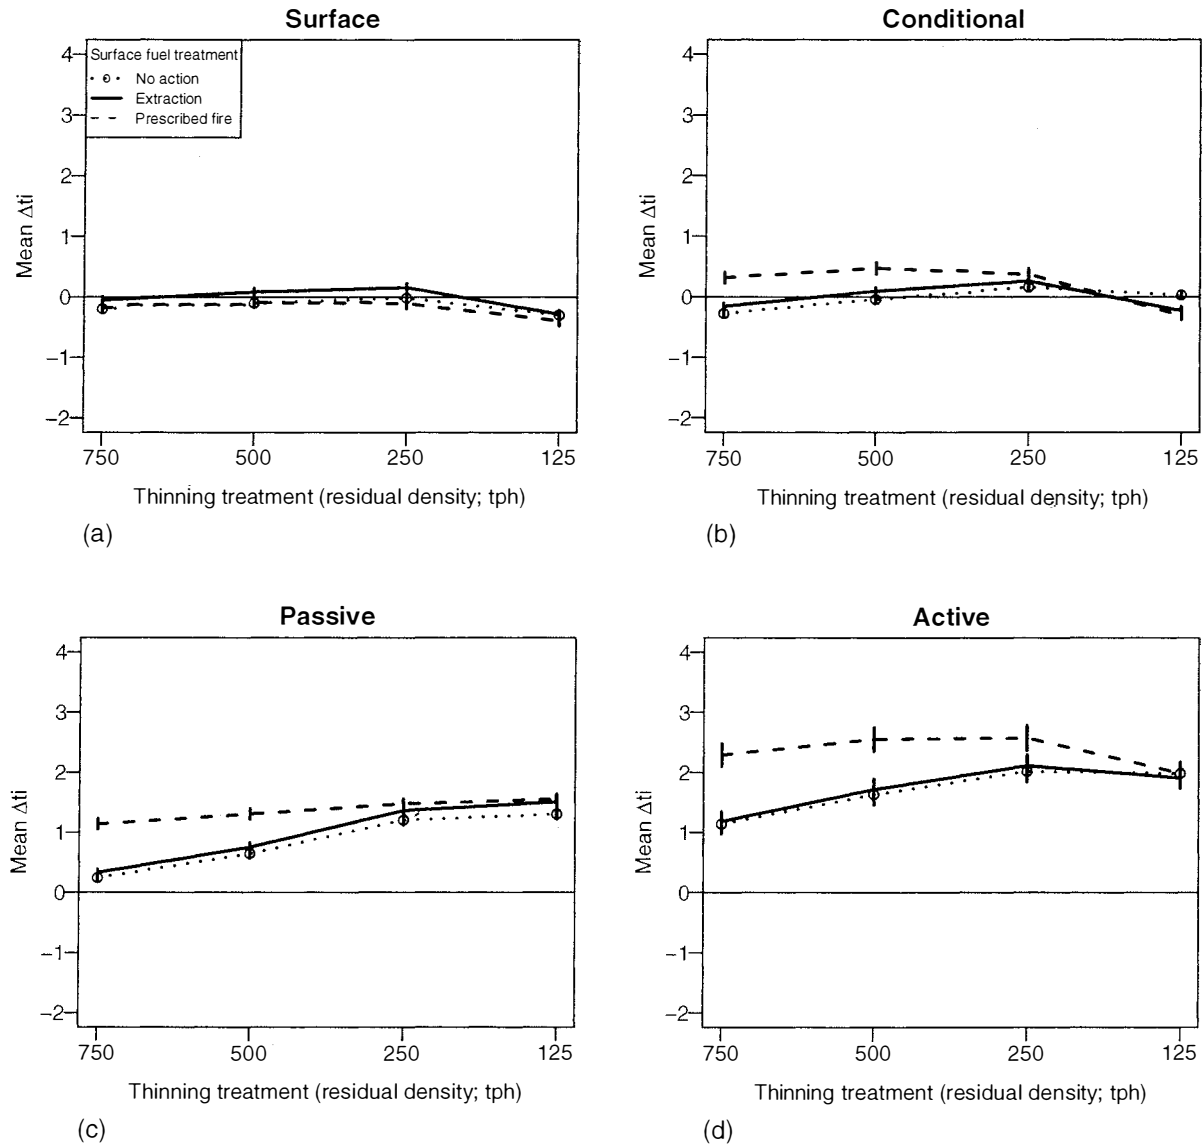 Surface
Surface fuel treatment
No action
Extraction
Prescribed fire
4
3
2
1
0
−1
−2
Mean Δti
750 500 250 125
Thinning treatment (residual density; tph)
(a)
Conditional
4
3
2
1
0
−1
−2
Mean Δti
750 500 250 125
Thinning treatment (residual density; tph)
(b)
Passive
4
3
2
1
0
−1
−2
Mean Δti
750 500 250 125
Thinning treatment (residual density; tph)
(c)
Active
4
3
2
1
0
−1
−2
Mean Δti
750 500 250 125
Thinning treatment (residual density; tph)
(d)